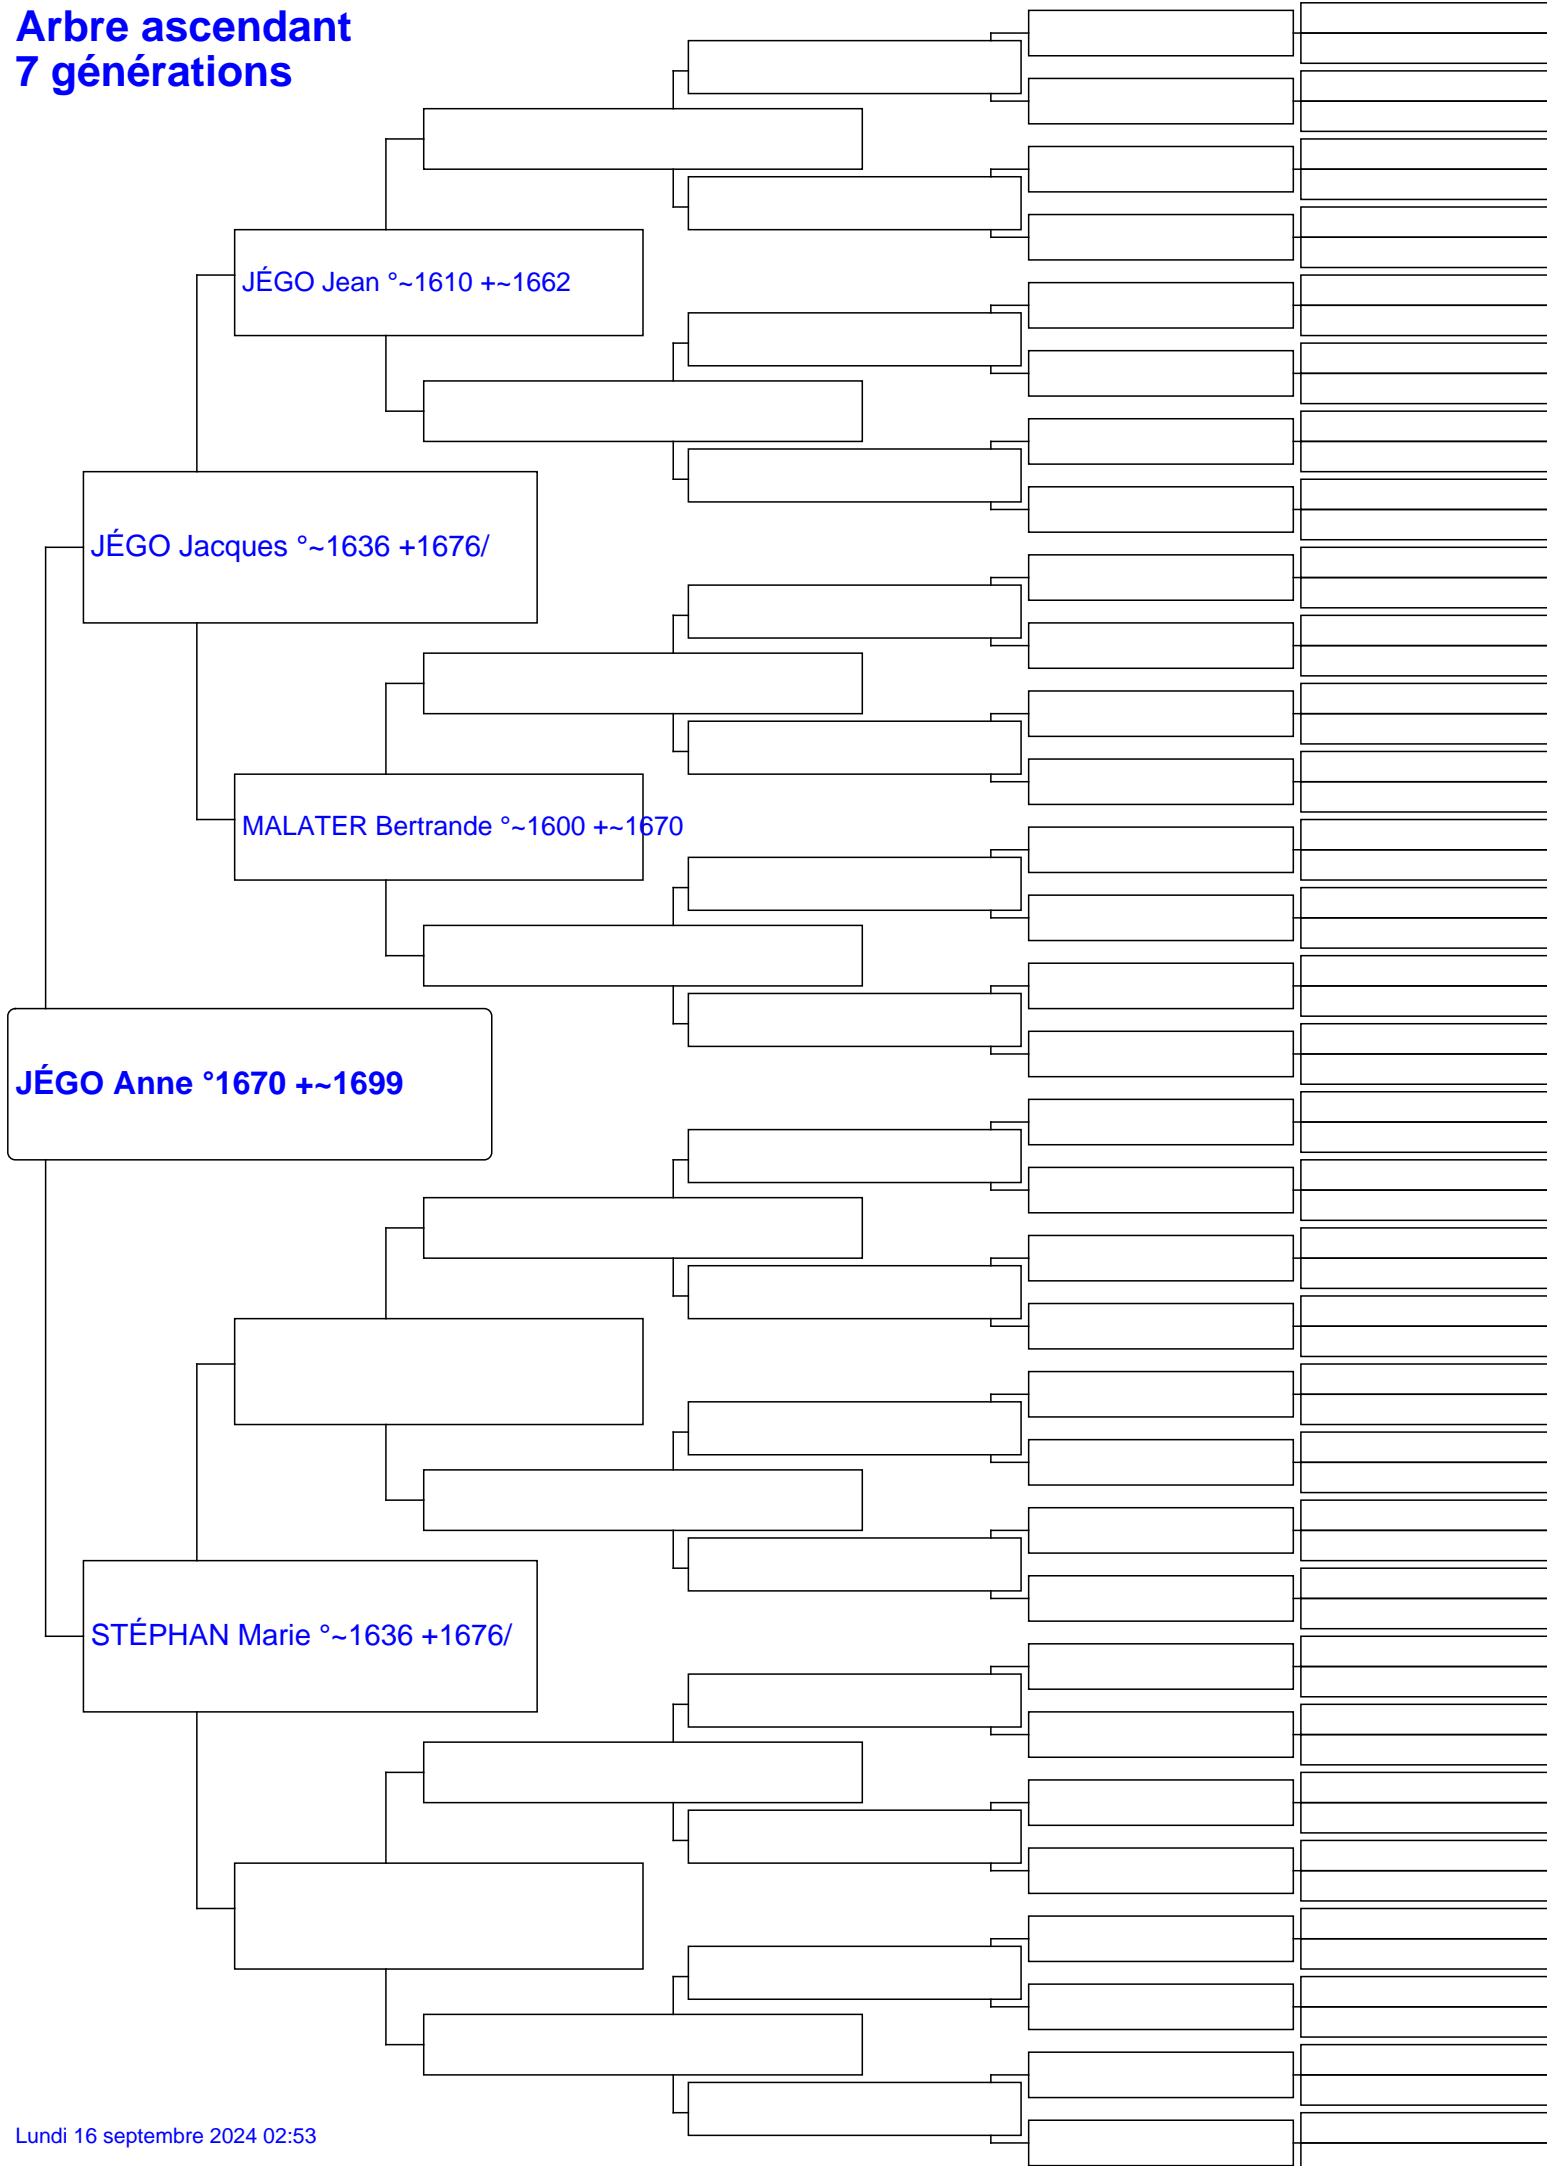 Arbre ascendant
7 générations
JÉGO Jean °~1610 +~1662
JÉGO Jacques °~1636 +1676/
MALATER Bertrande °~1600 +~1670
JÉGO Anne °1670 +~1699
STÉPHAN Marie °~1636 +1676/
Lundi 16 septembre 2024 02:53